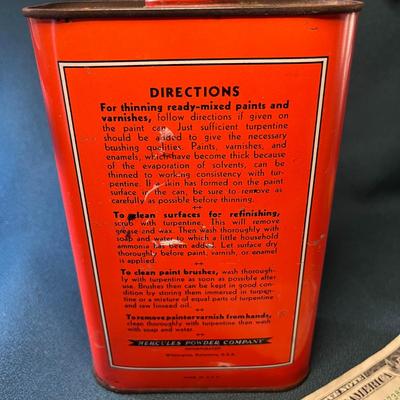 DIRECTIONS
For thinning ready-mixed paints and
varnishes, follow directions if given on
the paint can. Just sufficient turpentine
should be added to give the necessary
brushing qualities. Paints, varnishes, and
enamels, which have become thick because
of the evaporation of solvents, can be
thinned to working consistency with tur-
pentine. If a skin has formed on the paint
surface in the can, be sure to remove as
carefully as possible before thinning.
To clean surfaces for refinishing,
scrub with turpentine. This will remove
grease and wax. Then wash thoroughly with
soap and water to which a little household
ammonia has been added. Let surface dry
thoroughly before paint, varnish, or enamel
is applied.
To clean paint brushes, wash thorough-
ly with turpentine as soon as possible after
use. Brushes then can be kept in good con-
dition by storing them immersed in turpen-
tine or a mixture of equal parts of turpentine
and raw linseed oil.
To remove paint or varnish from hands,
clean thoroughly with turpentine then wash
with soap and water.
HERCULES POWDER COMPANY
INCORPORATED
Wilmington, Delaware, U.S.A.
MADE IN U.S.A.